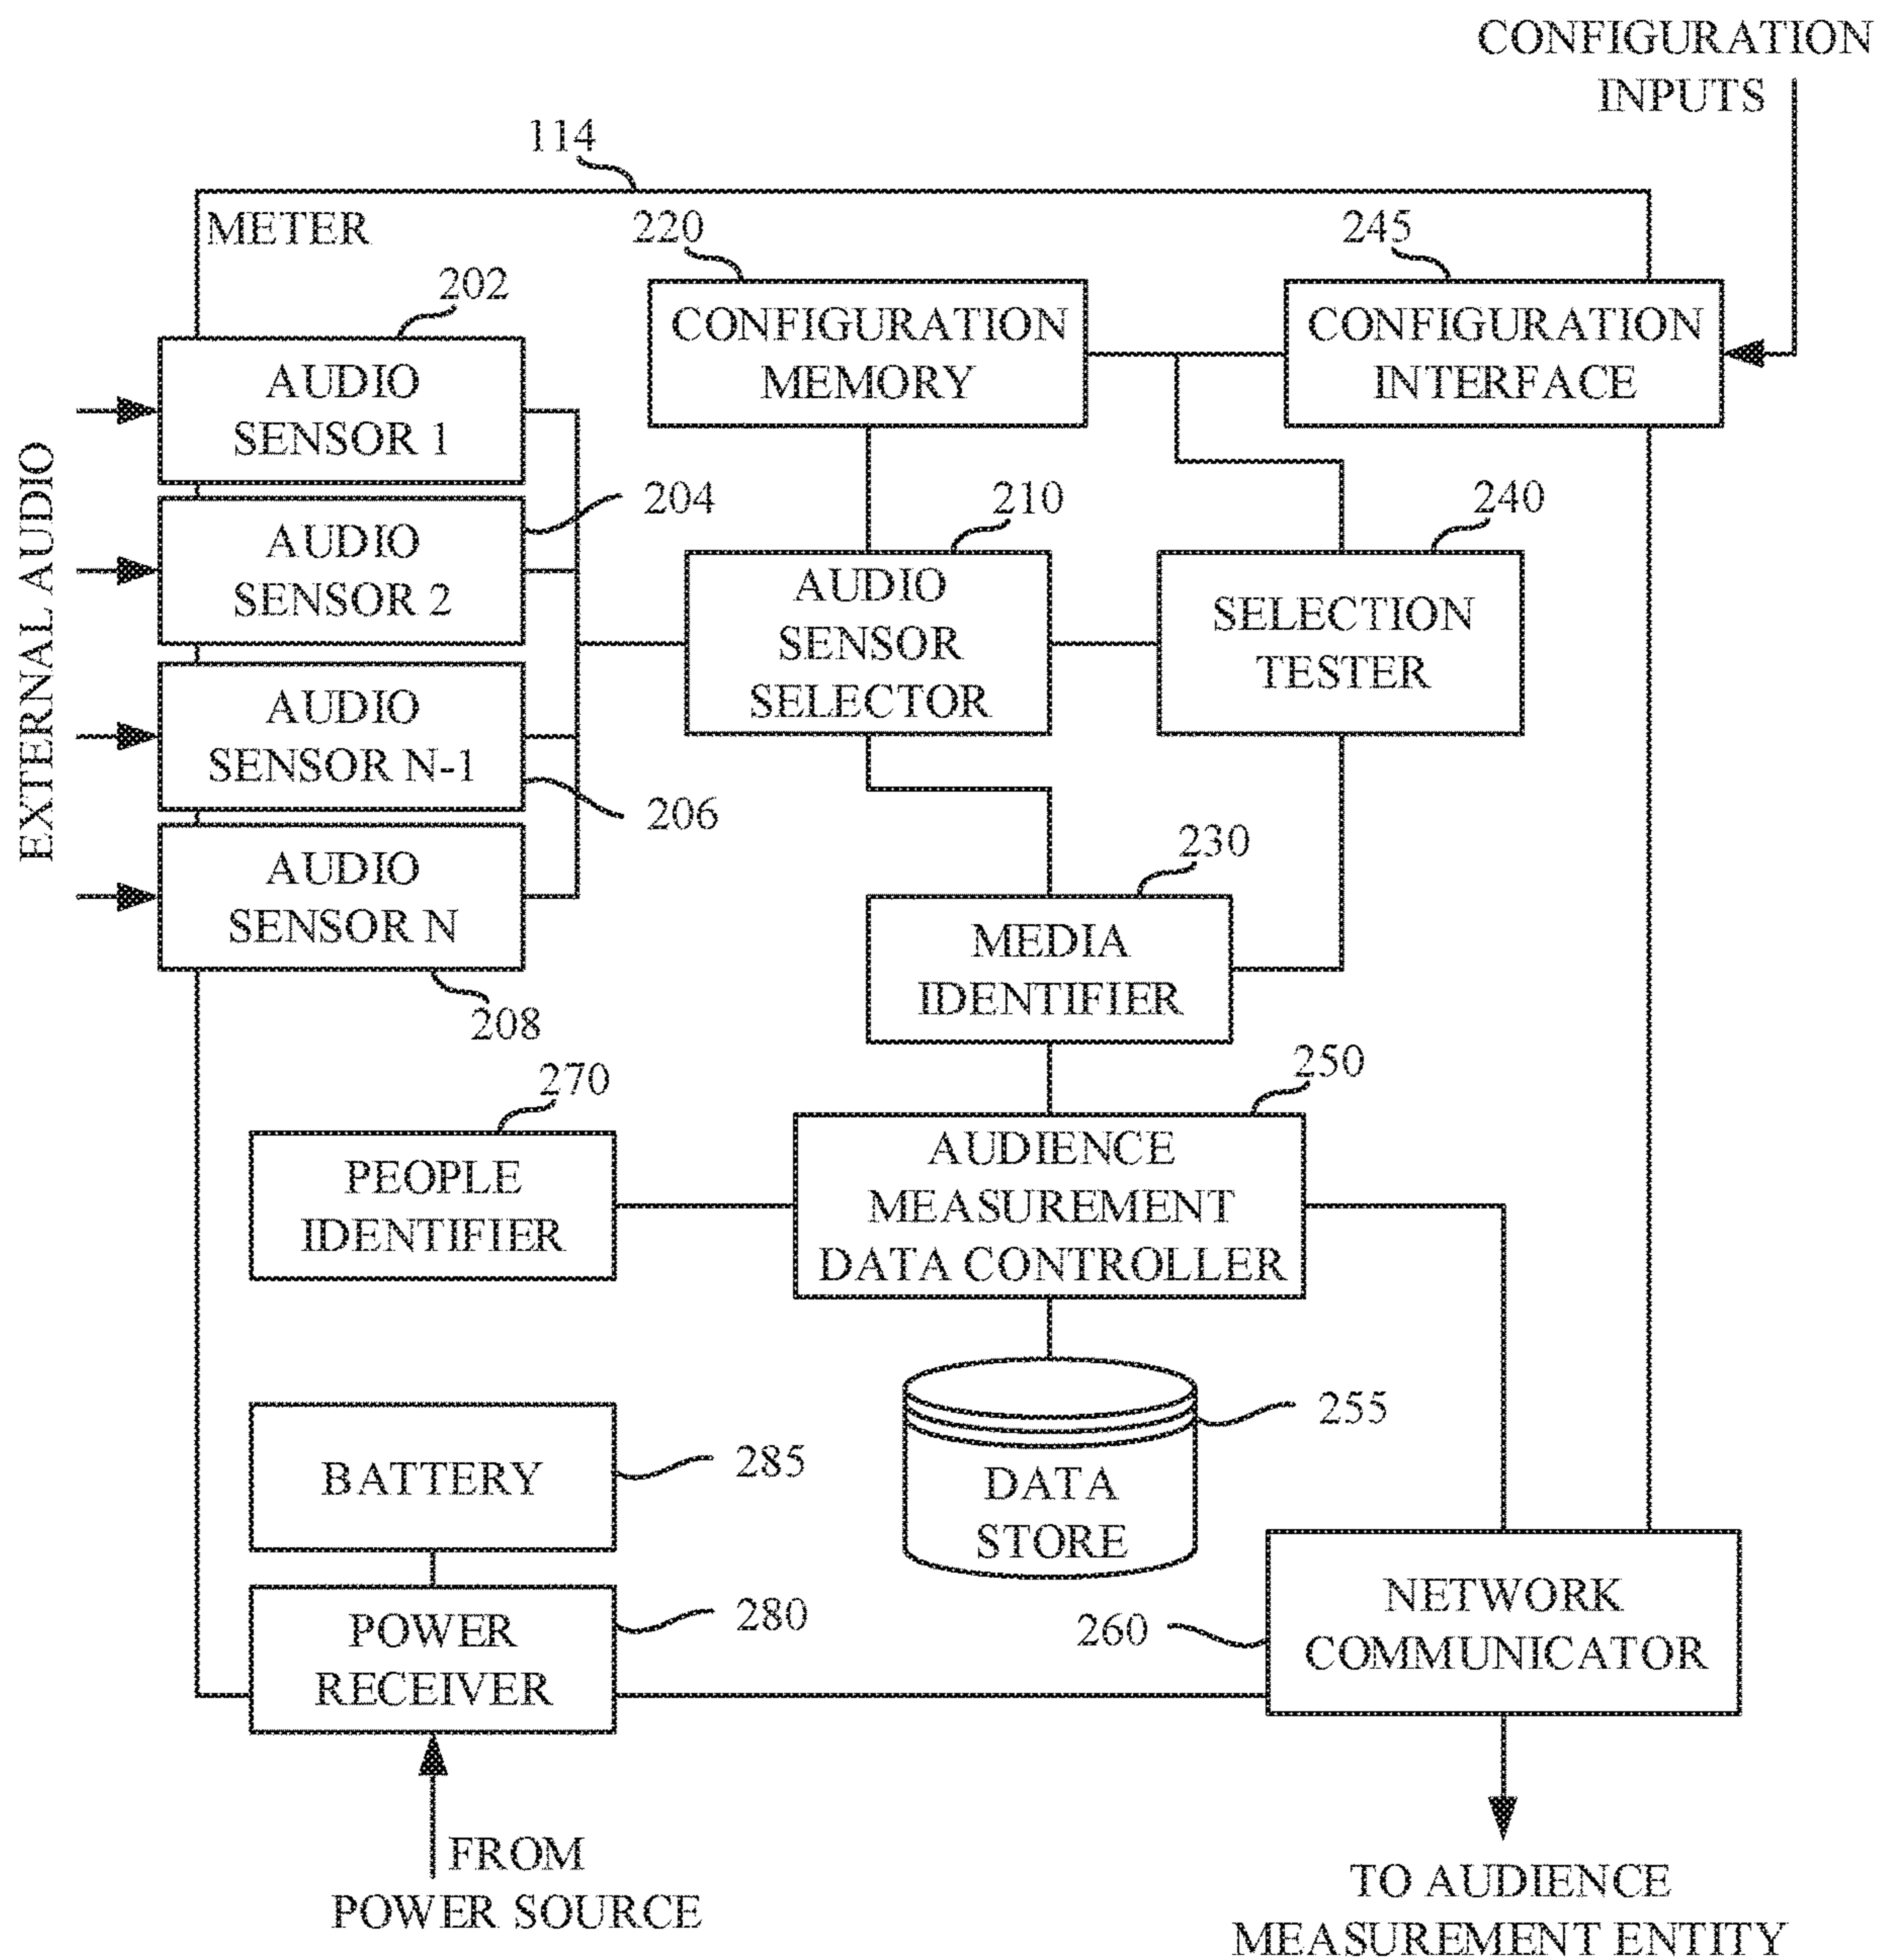 CONFIGURATION
INPUTS
114
METER
220
245
202
CONFIGURATION
MEMORY
CONFIGURATION
INTERFACE
AUDIO
SENSOR 1
EXTERNAL AUDIO
204
AUDIO
SENSOR 2
210
240
AUDIO
SENSOR
SELECTOR
SELECTION
TESTER
AUDIO
SENSOR N-1
206
AUDIO
SENSOR N
208
230
MEDIA
IDENTIFIER
270
250
PEOPLE
IDENTIFIER
AUDIENCE
MEASUREMENT
DATA CONTROLLER
255
BATTERY
285
DATA
STORE
POWER
RECEIVER
280
260
NETWORK
COMMUNICATOR
FROM
POWER SOURCE
TO AUDIENCE
MEASUREMENT ENTITY